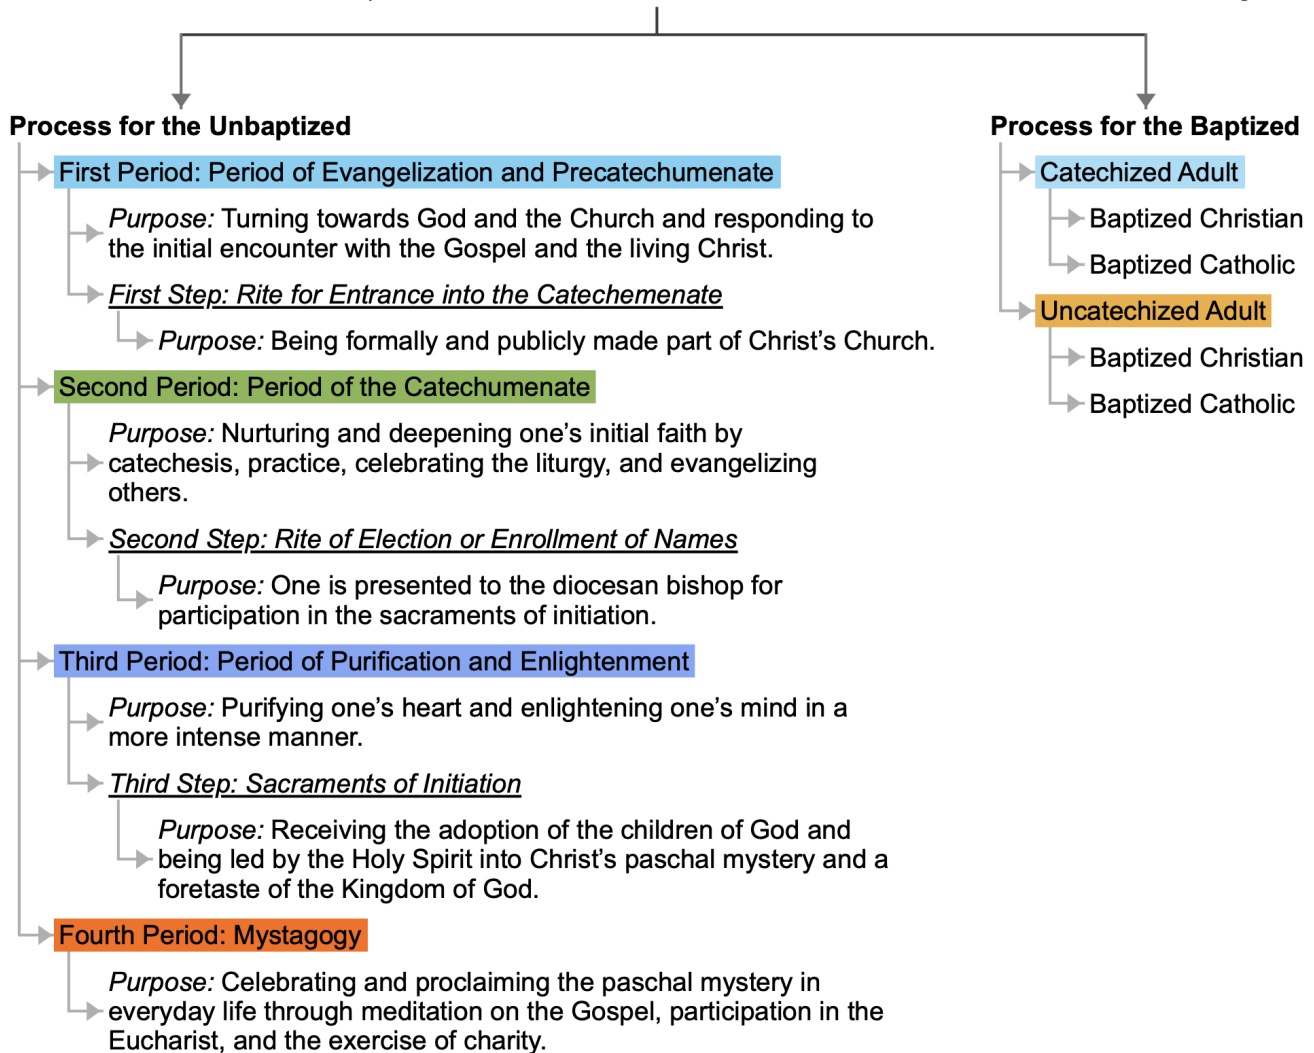 Process for the Unbaptized
First Period: Period of Evangelization and Precatechumenate
Purpose: Turning towards God and the Church and responding to
the initial encounter with the Gospel and the living Christ.
First Step: Rite for Entrance into the Catechemenate
Purpose: Being formally and publicly made part of Christ’s Church.
Second Period: Period of the Catechumenate
Purpose: Nurturing and deepening one’s initial faith by
catechesis, practice, celebrating the liturgy, and evangelizing
others.
Second Step: Rite of Election or Enrollment of Names
Purpose: One is presented to the diocesan bishop for
participation in the sacraments of initiation.
Third Period: Period of Purification and Enlightenment
Purpose: Purifying one’s heart and enlightening one’s mind in a
more intense manner.
Third Step: Sacraments of Initiation
Purpose: Receiving the adoption of the children of God and
being led by the Holy Spirit into Christ’s paschal mystery and a
foretaste of the Kingdom of God.
Fourth Period: Mystagogy
Purpose: Celebrating and proclaiming the paschal mystery in
everyday life through meditation on the Gospel, participation in the
Eucharist, and the exercise of charity.
Process for the Baptized
Catechized Adult
Baptized Christian
Baptized Catholic
Uncatechized Adult
Baptized Christian
Baptized Catholic